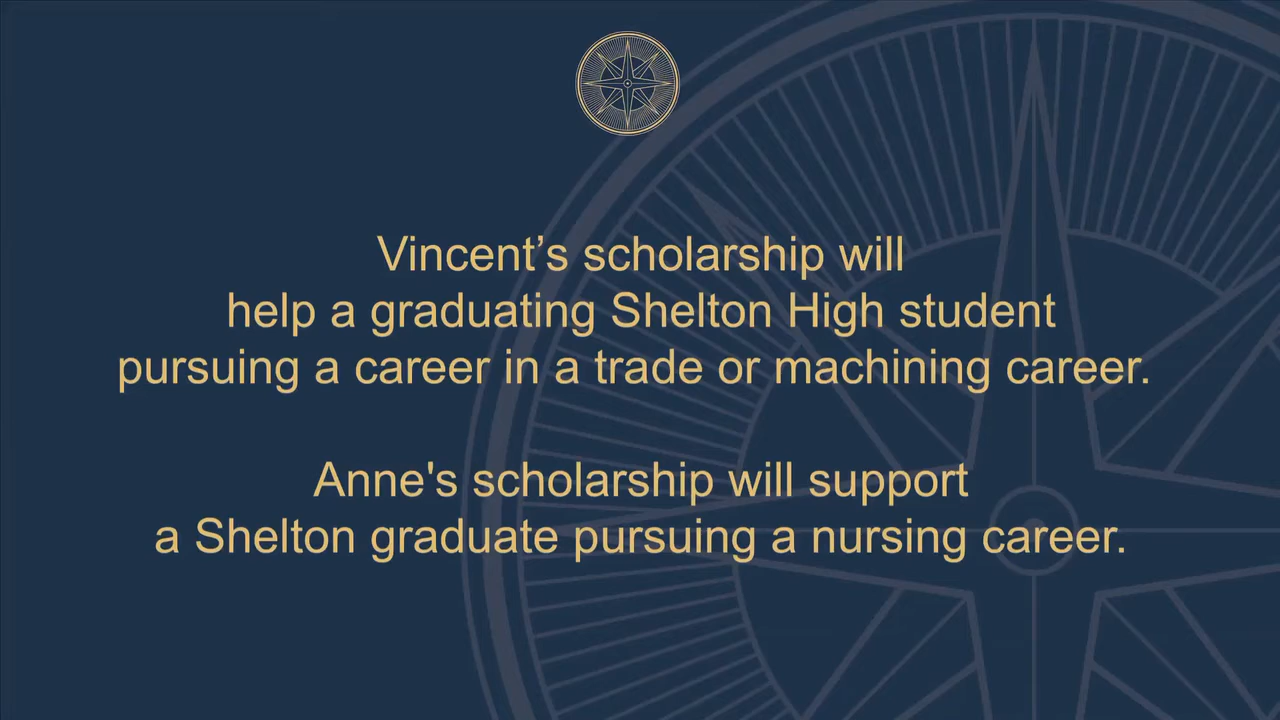 Vincent’s scholarship will
help a graduating Shelton High student
pursuing a career in a trade or machining career.
Anne's scholarship will support
a Shelton graduate pursuing a nursing career.